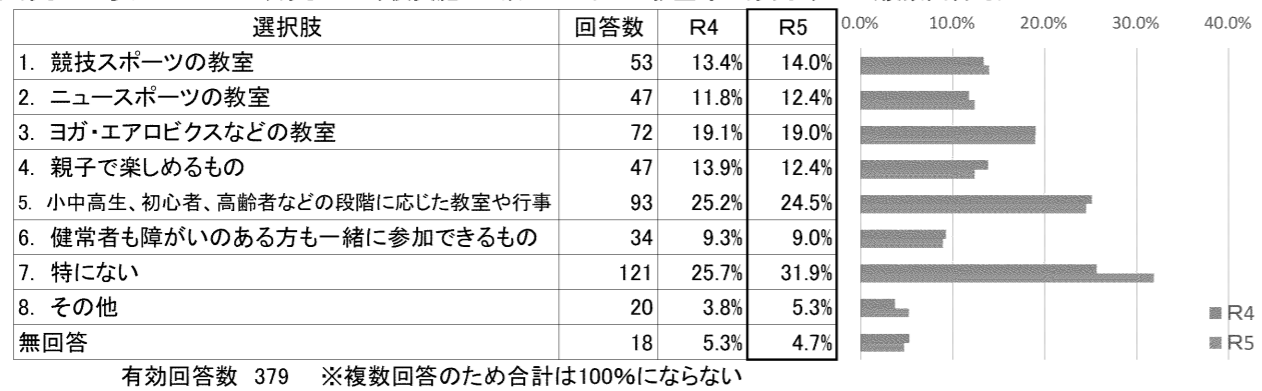 選択肢 回答数 R4 R5
1. 競技スポーツの教室 53 13.4% 14.0%
2. ニュースポーツの教室 47 11.8% 12.4%
3. ヨガ・エアロビクスなどの教室 72 19.1% 19.0%
4. 親子で楽しめるもの 47 13.9% 12.4%
5. 小中高生、初心者、高齢者などの段階に応じた教室や行事 93 25.2% 24.5%
6. 健常者も障がいのある方も一緒に参加できるもの 34 9.3% 9.0%
7. 特にない 121 25.7% 31.9%
8. その他 20 3.8% 5.3%
無回答 18 5.3% 4.7%
有効回答数 379 ※複数回答のため合計は100%にならない
0.0% 10.0% 20.0% 30.0% 40.0%
R4
R5